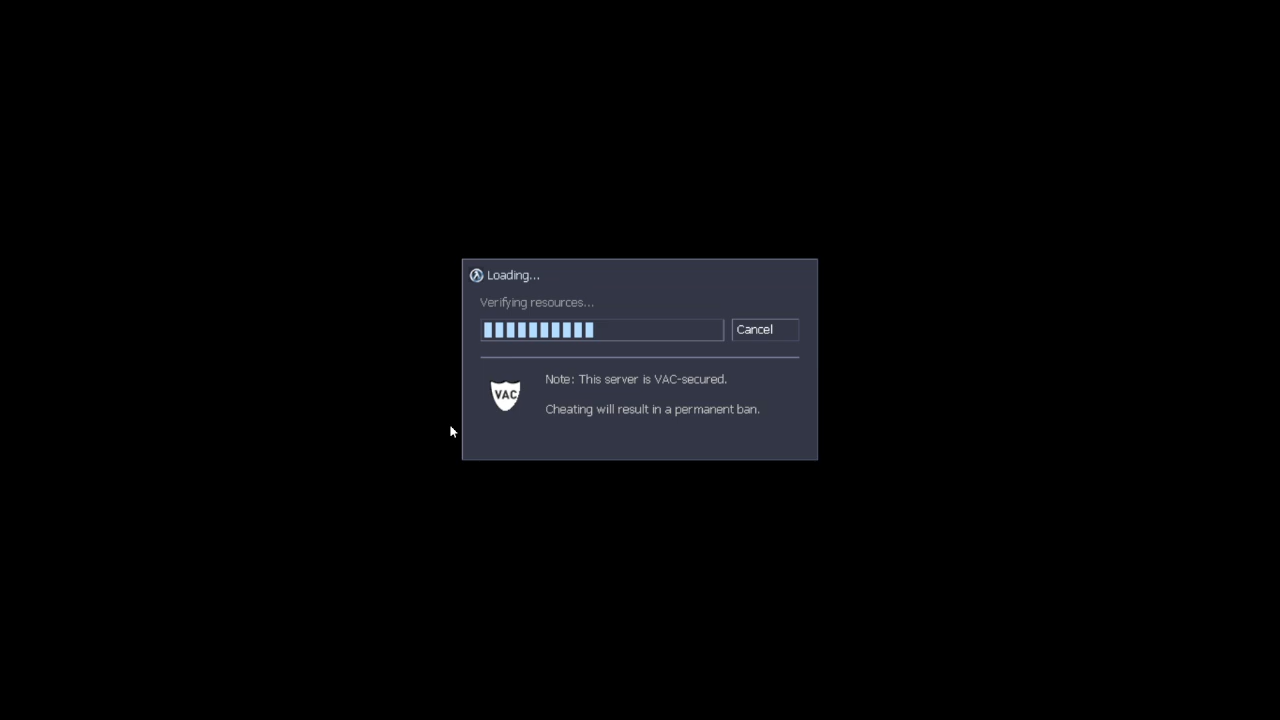 Loading...
Verifying resources...
Cancel
Note: This server is VAC-secured.
VAC
Cheating will result in a permanent ban.